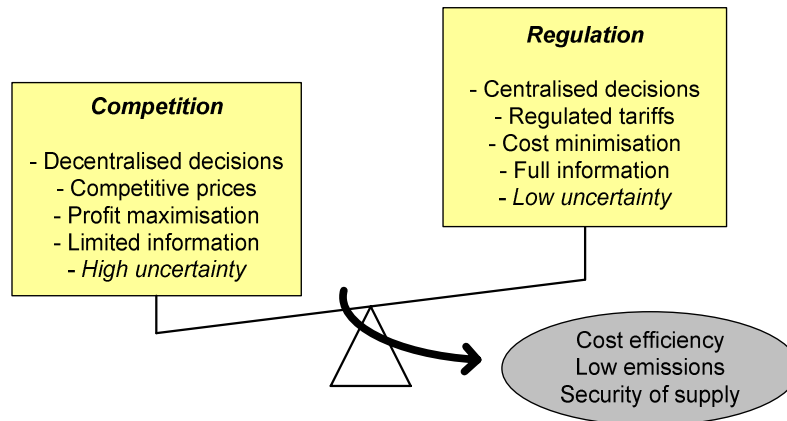 Competition
- Decentralised decisions
- Competitive prices
- Profit maximisation
- Limited information
- High uncertainty
Regulation
- Centralised decisions
- Regulated tariffs
- Cost minimisation
- Full information
- Low uncertainty
Cost efficiency
Low emissions
Security of supply